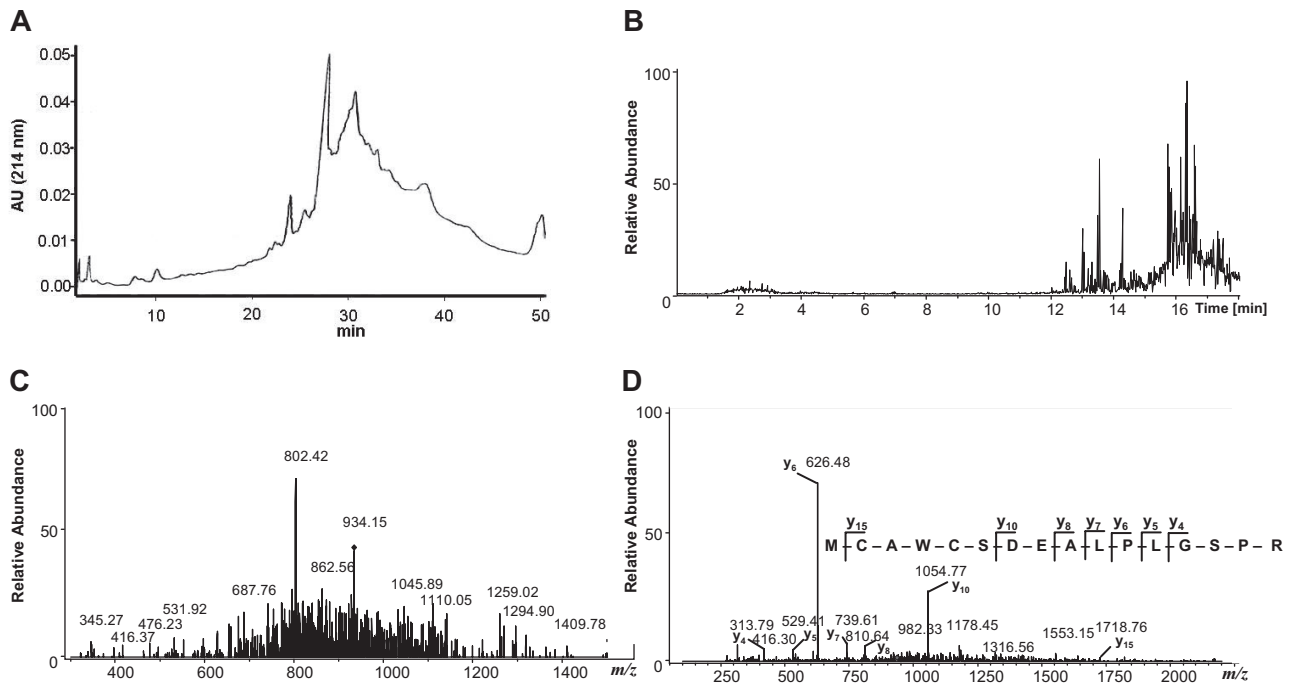 A
AU (214 nm)
0.05
0.04
0.03
0.02
0.01
0.00
10 20 30 40 50
min
B
Relative Abundance
100
50
0
2 4 6 8 10 12 14 16 Time [min]
C
Relative Abundance
100
50
0
802.42
934.15
862.56
687.76
1045.89
1110.05
1259.02
1294.90
345.27
416.37
476.23
531.92
1409.78
400 600 800 1000 1200 1400 m/z
D
Relative Abundance
100
50
0
y6 626.48
y15 y10 y8 y7 y6 y5 y4
M - C - A - W - C - S - D - E - A - L - P - L - G - S - P - R
1054.77
y10
313.79
y4
416.30
529.41
y5
739.61
y7
810.64
y8
982.33
1178.45
1316.56
1553.15
1718.76
y15
250 500 750 1000 1250 1500 1750 2000 m/z